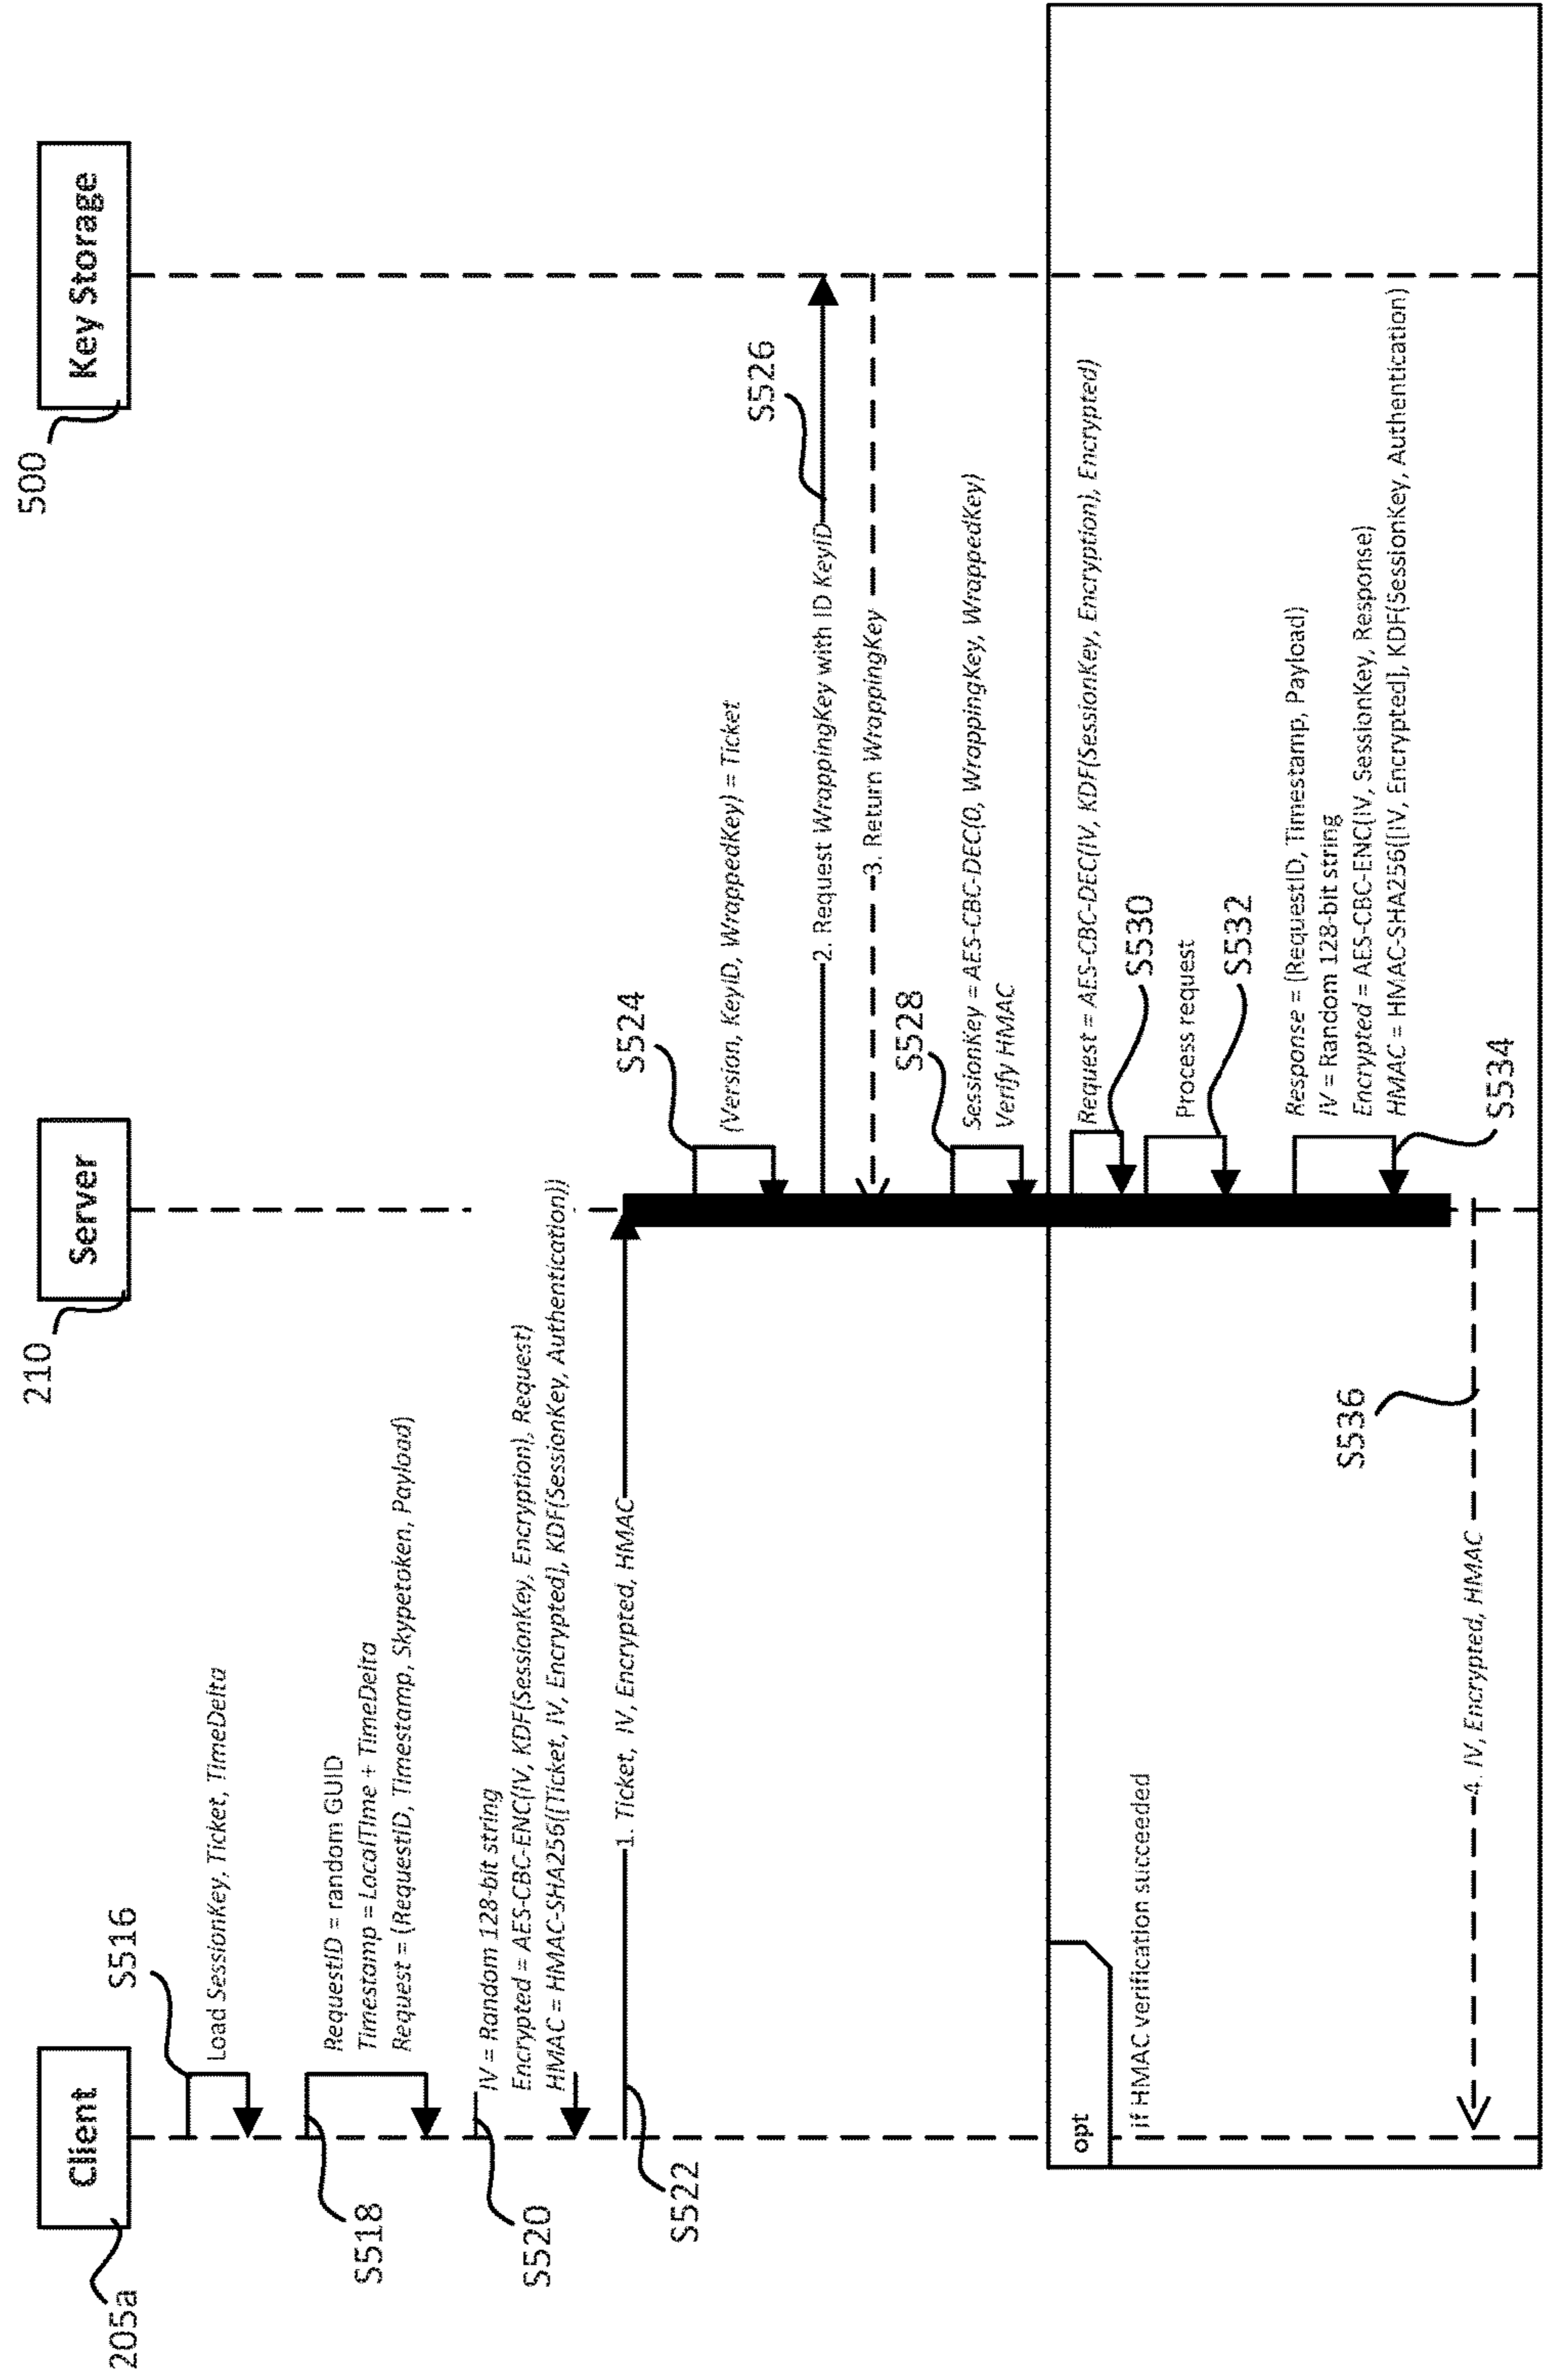 Client
205a
Server
210
Key Storage
500
S516
Load SessionKey, Ticket, TimeDelta
S518
RequestID = random GUID
Timestamp = LocalTime + TimeDelta
Request = (RequestID, Timestamp, Skypetoken, Payload)
S520
IV = Random 128-bit string
Encrypted = AES-CBC-ENC(IV, KDF(SessionKey, Encryption), Request)
HMAC = HMAC-SHA256([Ticket, IV, Encrypted], KDF(SessionKey, Authentication))
S522
1. Ticket, IV, Encrypted, HMAC
S524
(Version, KeyID, WrappedKey) = Ticket
S526
2. Request WrappingKey with ID KeyID
3. Return WrappingKey
S528
SessionKey = AES-CBC-DEC(0, WrappingKey, WrappedKey)
Verify HMAC
opt
if HMAC verification succeeded
Request = AES-CBC-DEC(IV, KDF(SessionKey, Encryption), Encrypted)
S530
Process request
S532
Response = (RequestID, Timestamp, Payload)
IV = Random 128-bit string
Encrypted = AES-CBC-ENC(IV, SessionKey, Response)
HMAC = HMAC-SHA256([IV, Encrypted], KDF(SessionKey, Authentication)
S534
S536
4. IV, Encrypted, HMAC